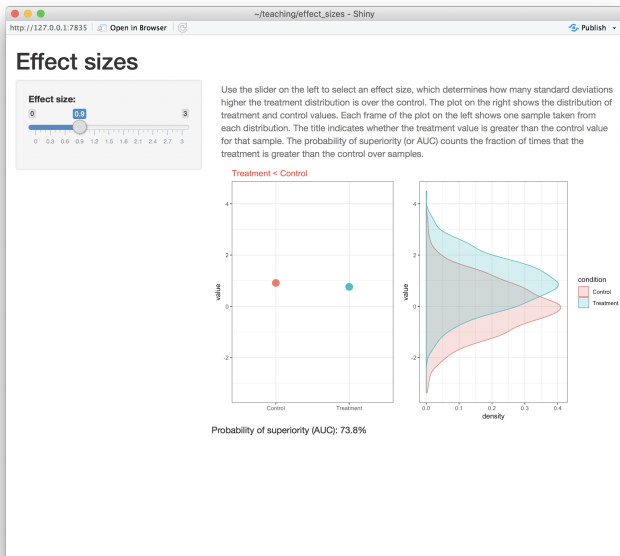 ~/teaching/effect_sizes - Shiny
http://127.0.0.1:7835 Open in Browser Publish
Effect sizes
Effect size:
0 0.9 3
0 0.3 0.6 0.9 1.2 1.5 1.8 2.1 2.4 2.7 3
Use the slider on the left to select an effect size, which determines how many standard deviations
higher the treatment distribution is over the control. The plot on the right shows the distribution of
treatment and control values. Each frame of the plot on the left shows one sample taken from
each distribution. The title indicates whether the treatment value is greater than the control value
for that sample. The probability of superiority (or AUC) counts the fraction of times that the
treatment is greater than the control over samples.
Treatment < Control
value
4
2
0
-2
Control Treatment
value
4
2
0
-2
0.0 0.1 0.2 0.3 0.4
density
condition
Control
Treatment
Probability of superiority (AUC): 73.8%